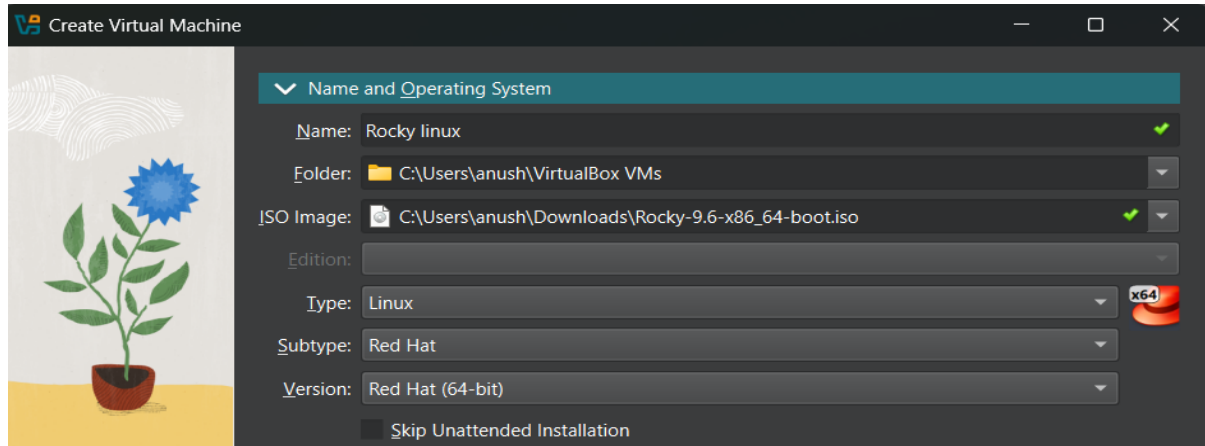 Create Virtual Machine
Name and Operating System
Name: Rocky linux
Folder: C:\Users\anush\VirtualBox VMs
ISO Image: C:\Users\anush\Downloads\Rocky-9.6-x86_64-boot.iso
Edition:
Type: Linux x64
Subtype: Red Hat
Version: Red Hat (64-bit)
Skip Unattended Installation